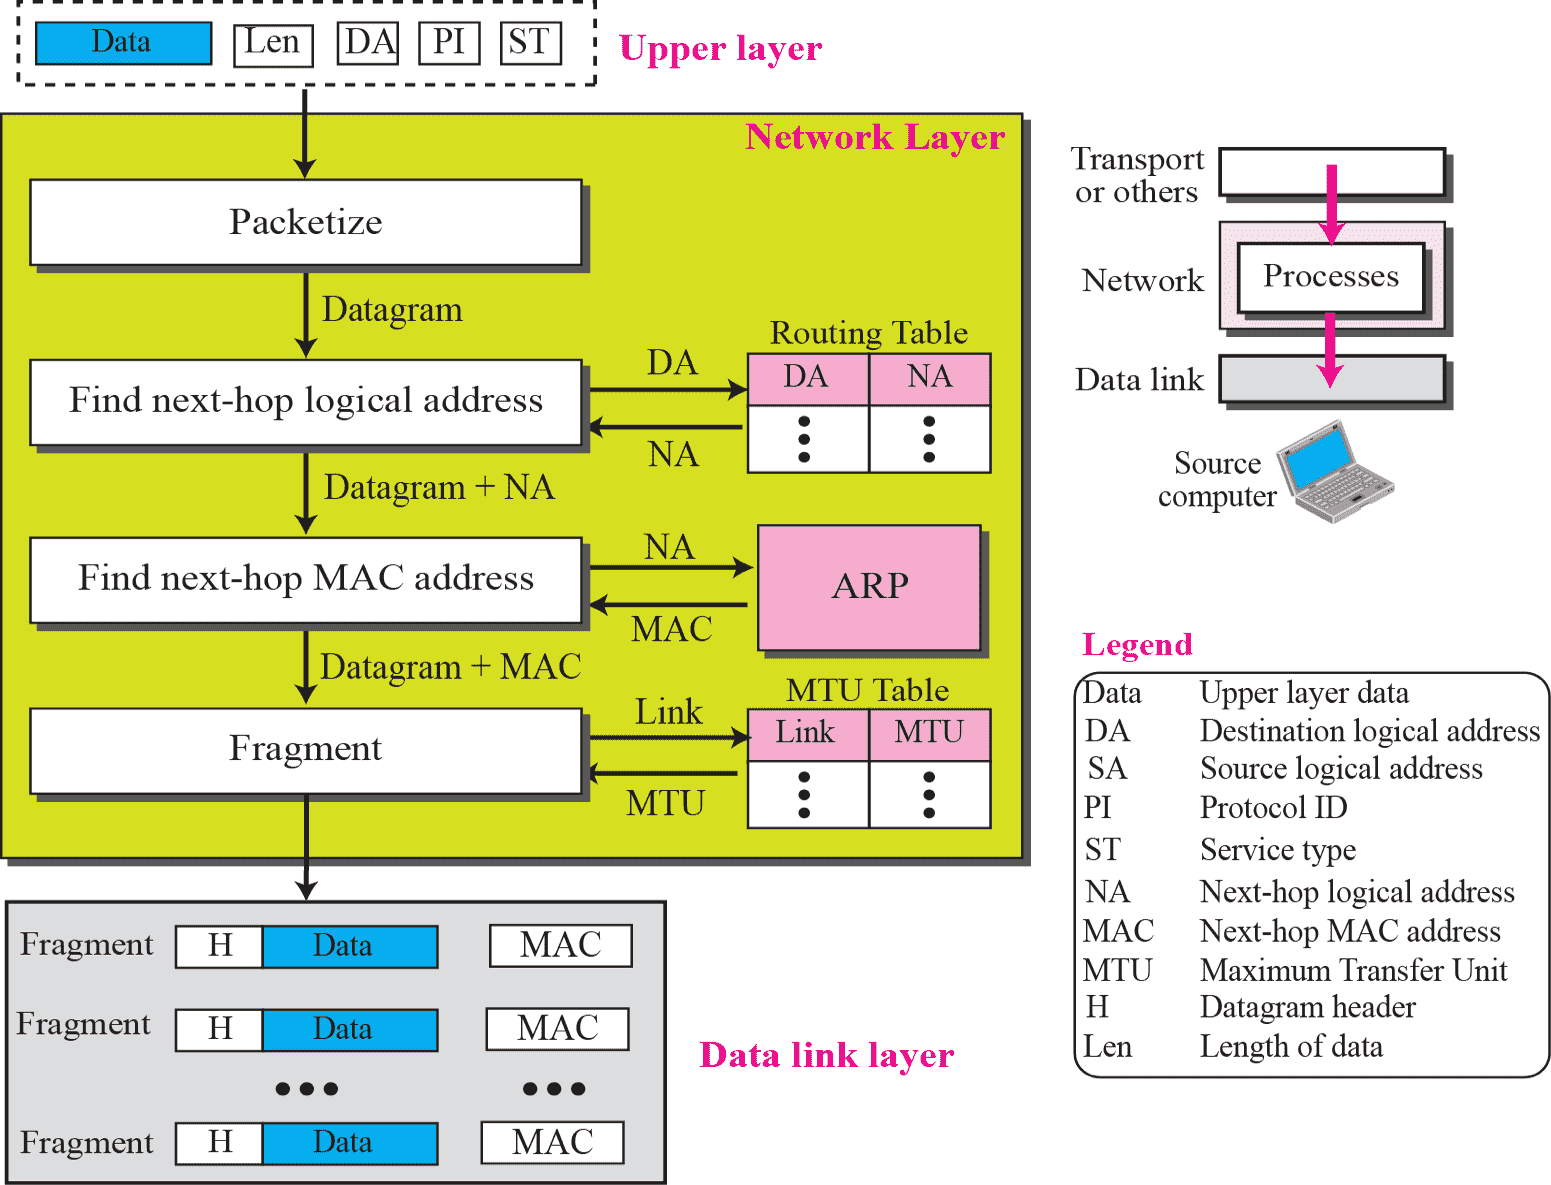 Data Len DA PI ST
Upper layer
Network Layer
Packetize
Datagram
Find next-hop logical address
DA
NA
Routing Table
DA NA
Datagram + NA
Find next-hop MAC address
NA
MAC
ARP
Datagram + MAC
Fragment
Link
MTU
MTU Table
Link MTU
Fragment H Data MAC
Fragment H Data MAC
Fragment H Data MAC
Data link layer
Transport
or others
Network
Processes
Data link
Source
computer
Legend
Data Upper layer data
DA Destination logical address
SA Source logical address
PI Protocol ID
ST Service type
NA Next-hop logical address
MAC Next-hop MAC address
MTU Maximum Transfer Unit
H Datagram header
Len Length of data